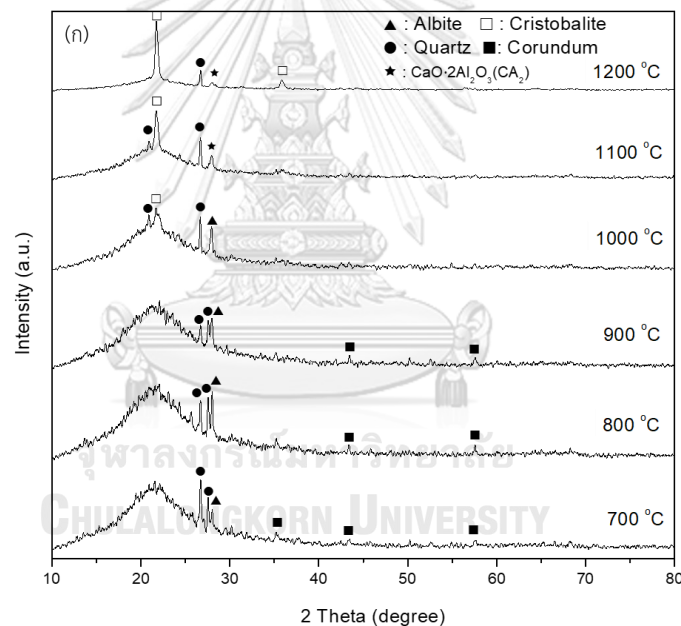 (ก)
▲ : Albite □ : Cristobalite
● : Quartz ■ : Corundum
★ : CaO·2Al₂O₃(CA₂)
1200 °C
1100 °C
1000 °C
900 °C
800 °C
700 °C
จุฬาลงกรณ์มหาวิทยาลัย
CHULALONGKORN UNIVERSITY
Intensity (a.u.)
10 20 30 40 50 60 70 80
2 Theta (degree)